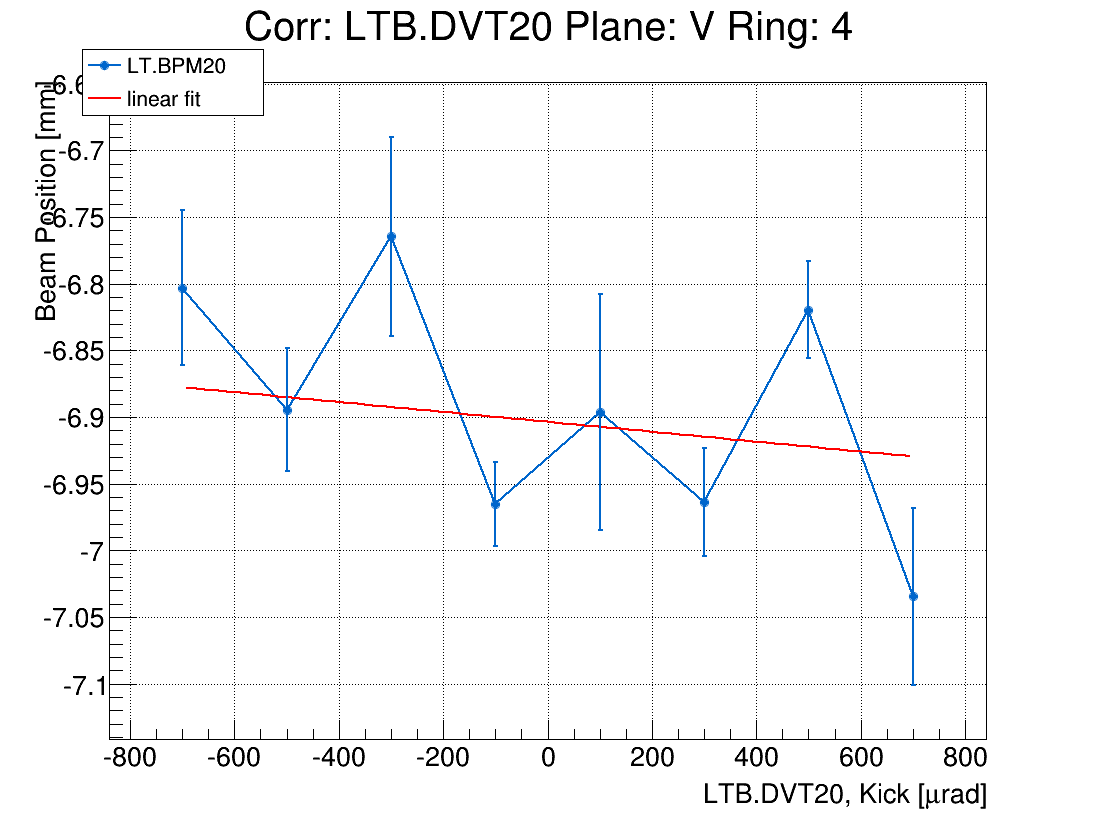 Corr: LTB.DVT20 Plane: V Ring: 4
LT.BPM20
linear fit
Beam Position [mm]
-6.7
-6.75
-6.8
-6.85
-6.9
-6.95
-7
-7.05
-7.1
-800 -600 -400 -200 0 200 400 600 800
LTB.DVT20, Kick [μrad]